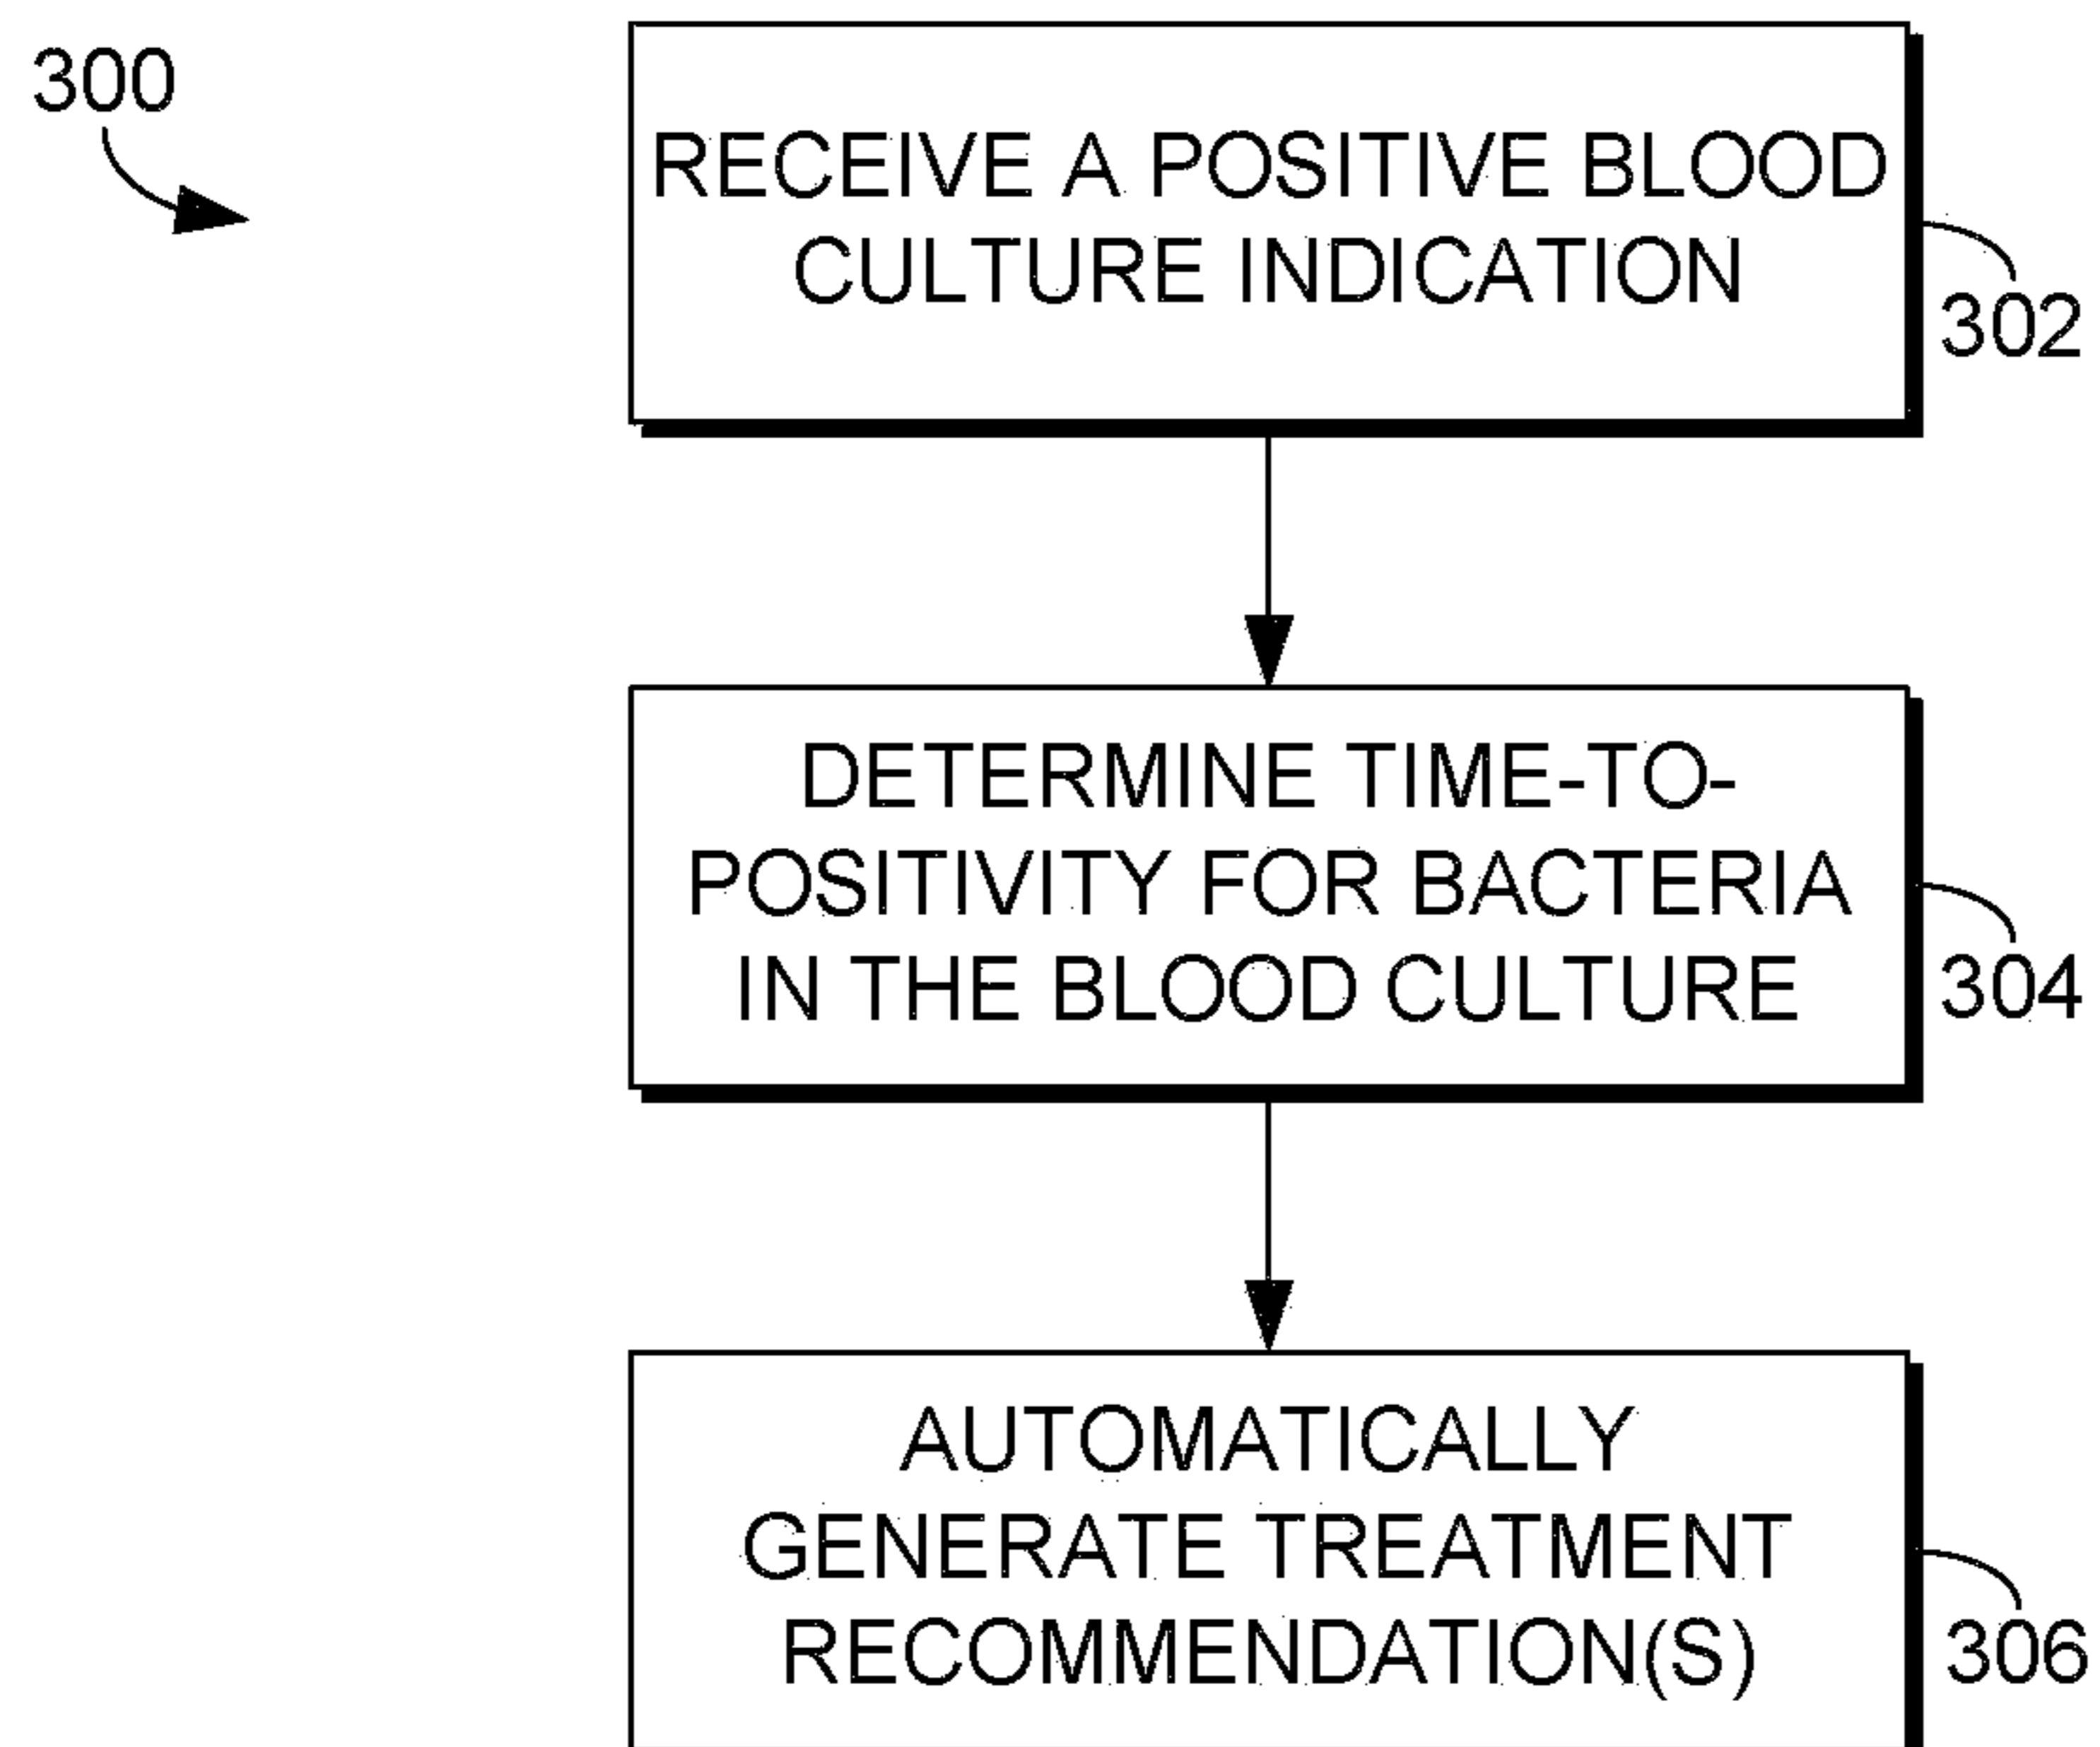 300
RECEIVE A POSITIVE BLOOD
CULTURE INDICATION
302
DETERMINE TIME-TO-
POSITIVITY FOR BACTERIA
IN THE BLOOD CULTURE
304
AUTOMATICALLY
GENERATE TREATMENT
RECOMMENDATION(S)
306